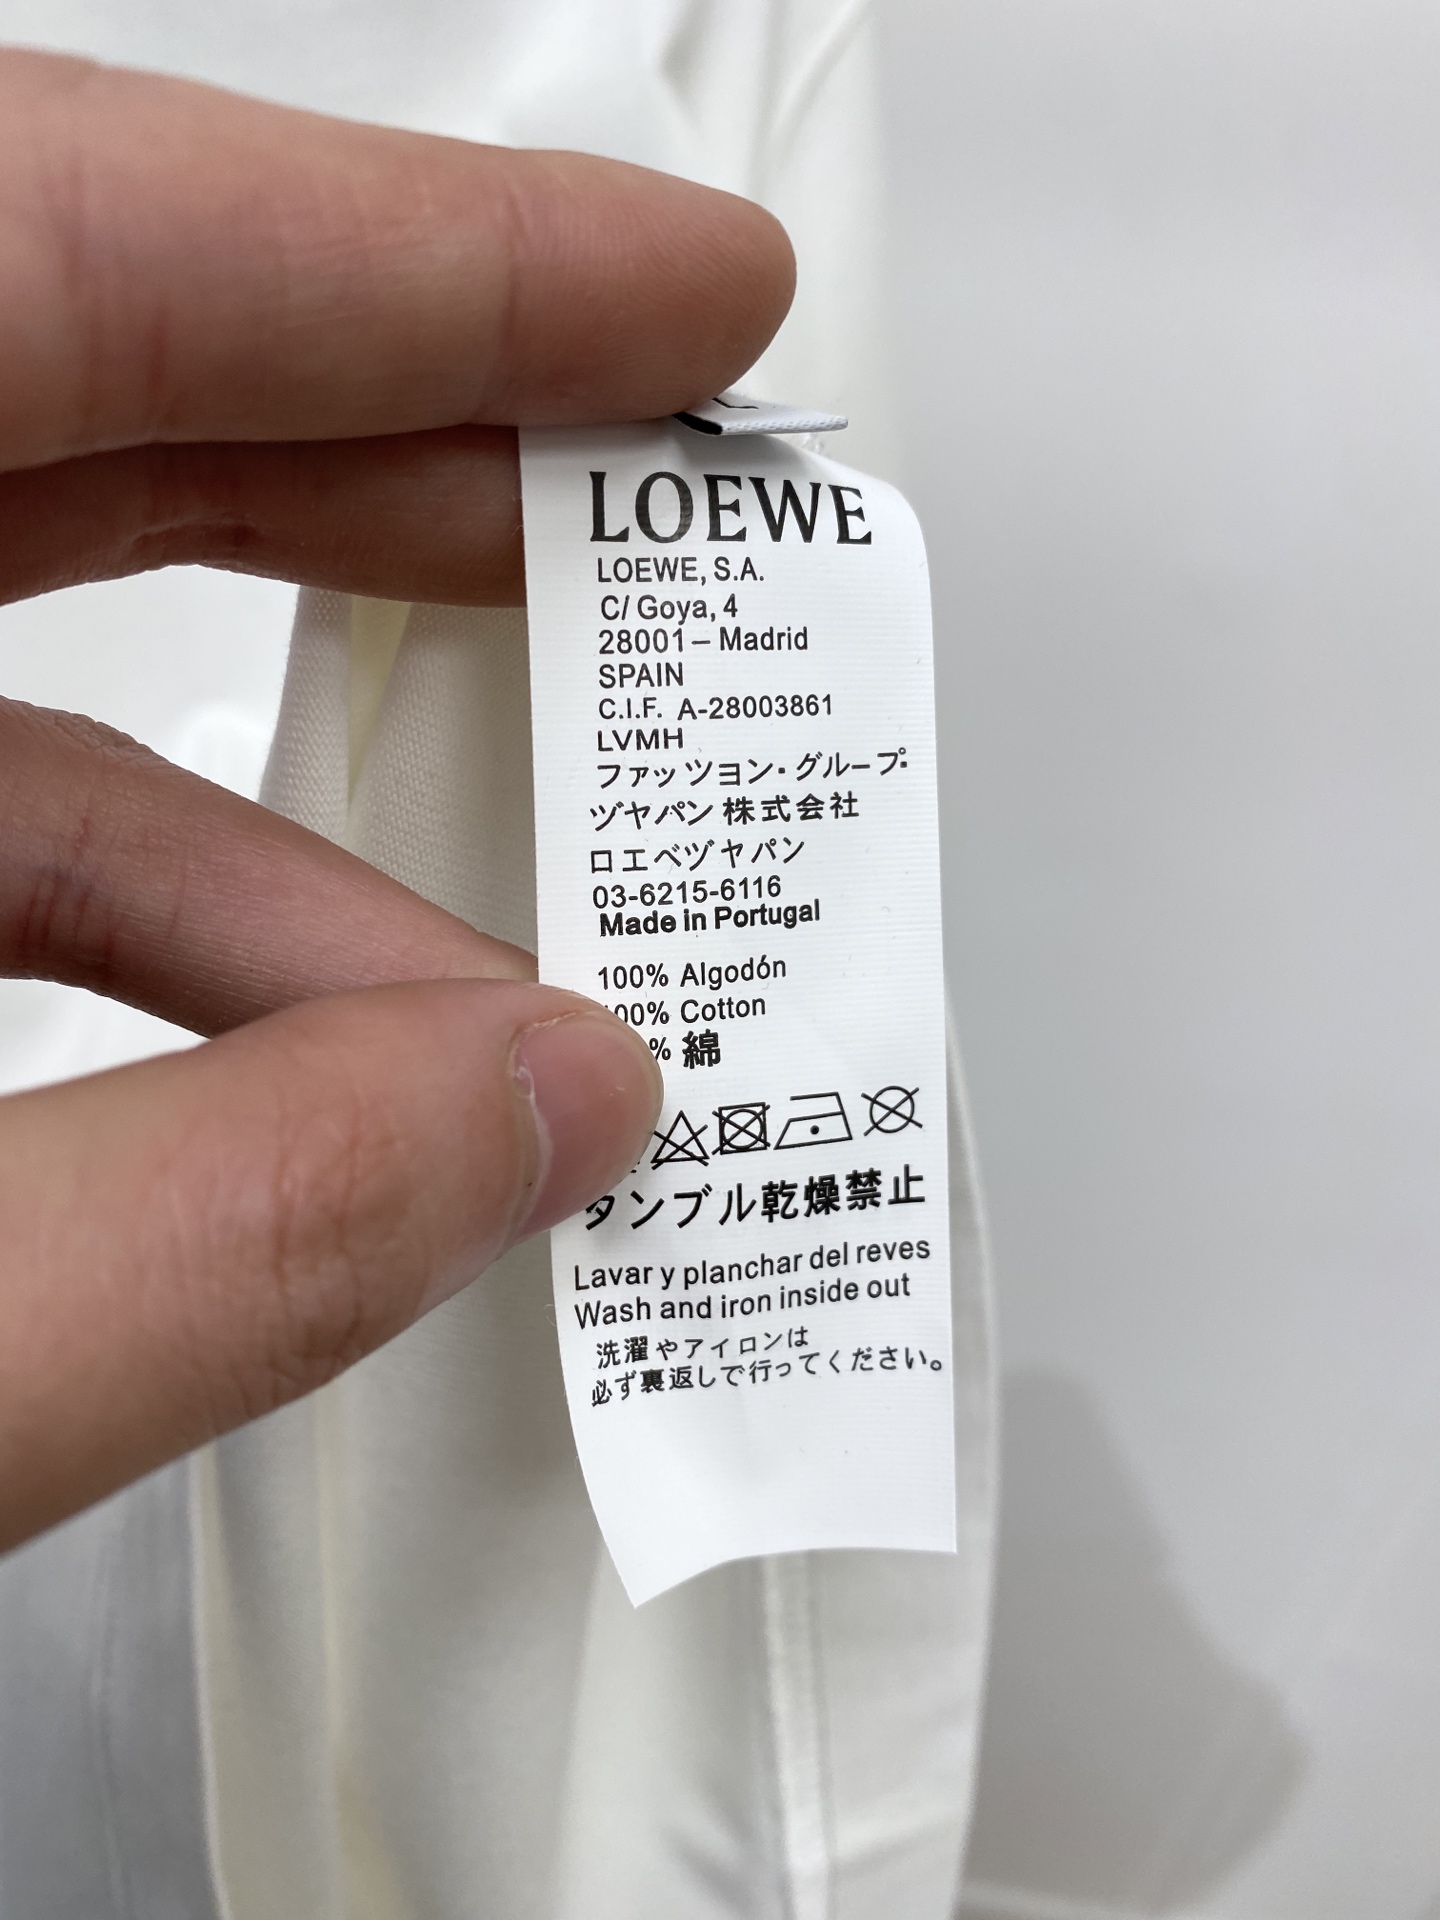 L
LOEWE
LOEWE, S.A.
C/ Goya, 4
28001– Madrid
SPAIN
C.I.F. A-28003861
LVMH
ファッツョン・グループ
ヅヤパン 株式会社
ロエベヅヤパン
03-6215-6116
Made in Portugal
100% Algodón
00% Cotton
% 綿
タンブル乾燥禁止
Lavar y planchar del reves
Wash and iron inside out
洗濯やアイロンは
必ず裏返しで行ってください。